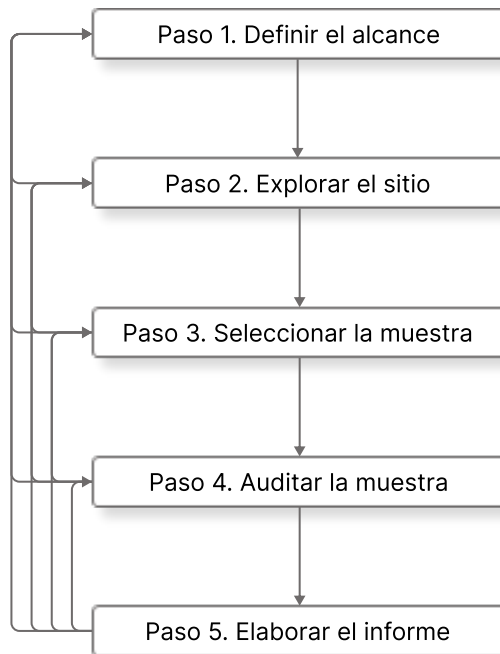 Paso 1. Definir el alcance
Paso 2. Explorar el sitio
Paso 3. Seleccionar la muestra
Paso 4. Auditar la muestra
Paso 5. Elaborar el informe